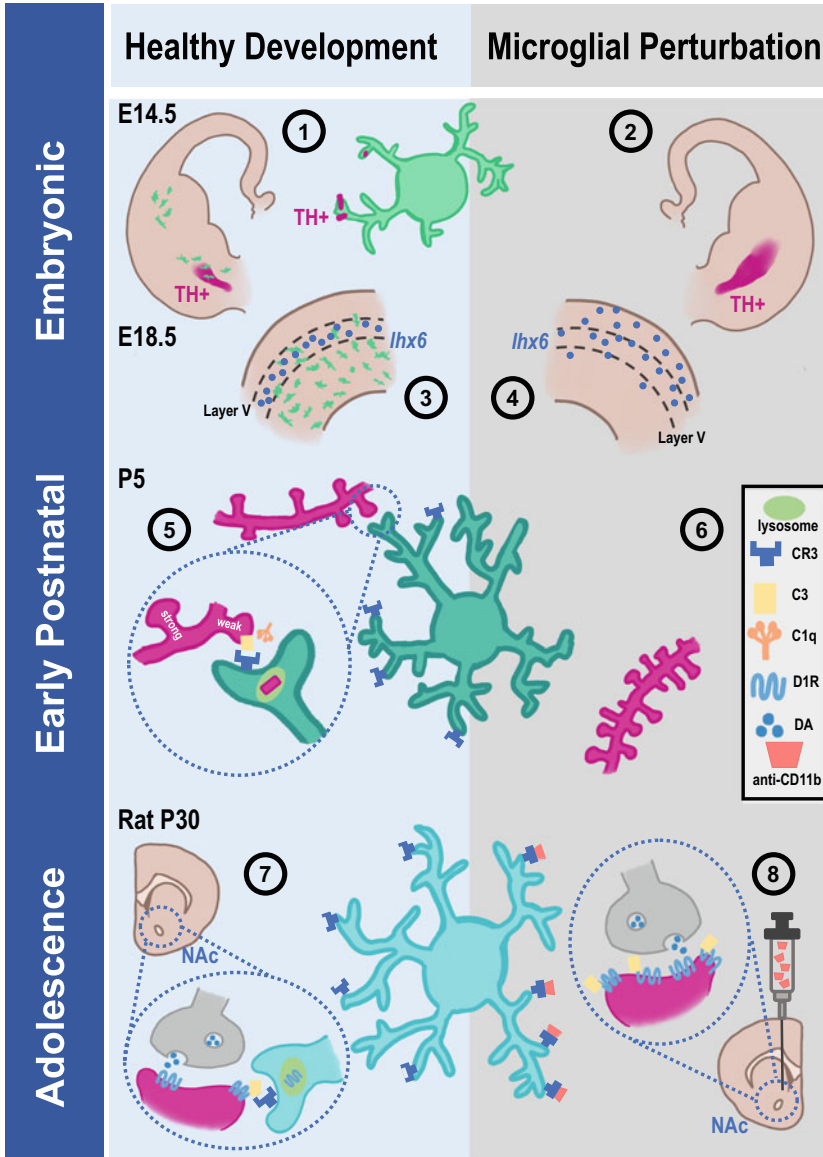 Healthy Development
Microglial Perturbation
Embryonic
E14.5
1
2
TH+
TH+
TH+
E18.5
lhx6
lhx6
Layer V
3
4
Layer V
Early Postnatal
P5
5
6
strong
weak
lysosome
CR3
C3
C1q
D1R
DA
anti-CD11b
Adolescence
Rat P30
7
8
NAc
NAc